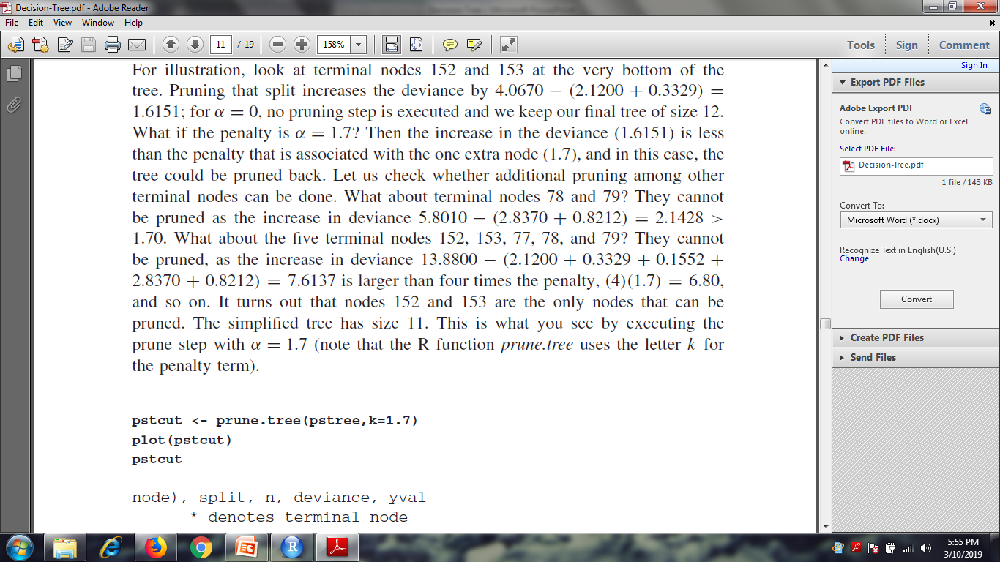 Decision-Tree.pdf - Adobe Reader
File Edit View Window Help
11 / 19 158% Tools Sign Comment
Sign In
For illustration, look at terminal nodes 152 and 153 at the very bottom of the
tree. Pruning that split increases the deviance by 4.0670 − (2.1200 + 0.3329) =
1.6151; for α = 0, no pruning step is executed and we keep our final tree of size 12.
What if the penalty is α = 1.7? Then the increase in the deviance (1.6151) is less
than the penalty that is associated with the one extra node (1.7), and in this case, the
tree could be pruned back. Let us check whether additional pruning among other
terminal nodes can be done. What about terminal nodes 78 and 79? They cannot
be pruned as the increase in deviance 5.8010 − (2.8370 + 0.8212) = 2.1428 >
1.70. What about the five terminal nodes 152, 153, 77, 78, and 79? They cannot
be pruned, as the increase in deviance 13.8800 − (2.1200 + 0.3329 + 0.1552 +
2.8370 + 0.8212) = 7.6137 is larger than four times the penalty, (4)(1.7) = 6.80,
and so on. It turns out that nodes 152 and 153 are the only nodes that can be
pruned. The simplified tree has size 11. This is what you see by executing the
prune step with α = 1.7 (note that the R function prune.tree uses the letter k for
the penalty term).
pstcut <- prune.tree(pstree,k=1.7)
plot(pstcut)
pstcut
node), split, n, deviance, yval
* denotes terminal node
Export PDF Files
Adobe Export PDF
Convert PDF files to Word or Excel
online.
Select PDF File:
Decision-Tree.pdf
1 file / 143 KB
Convert To:
Microsoft Word (*.docx)
Recognize Text in English(U.S.)
Change
Convert
Create PDF Files
Send Files
5:55 PM
3/10/2019